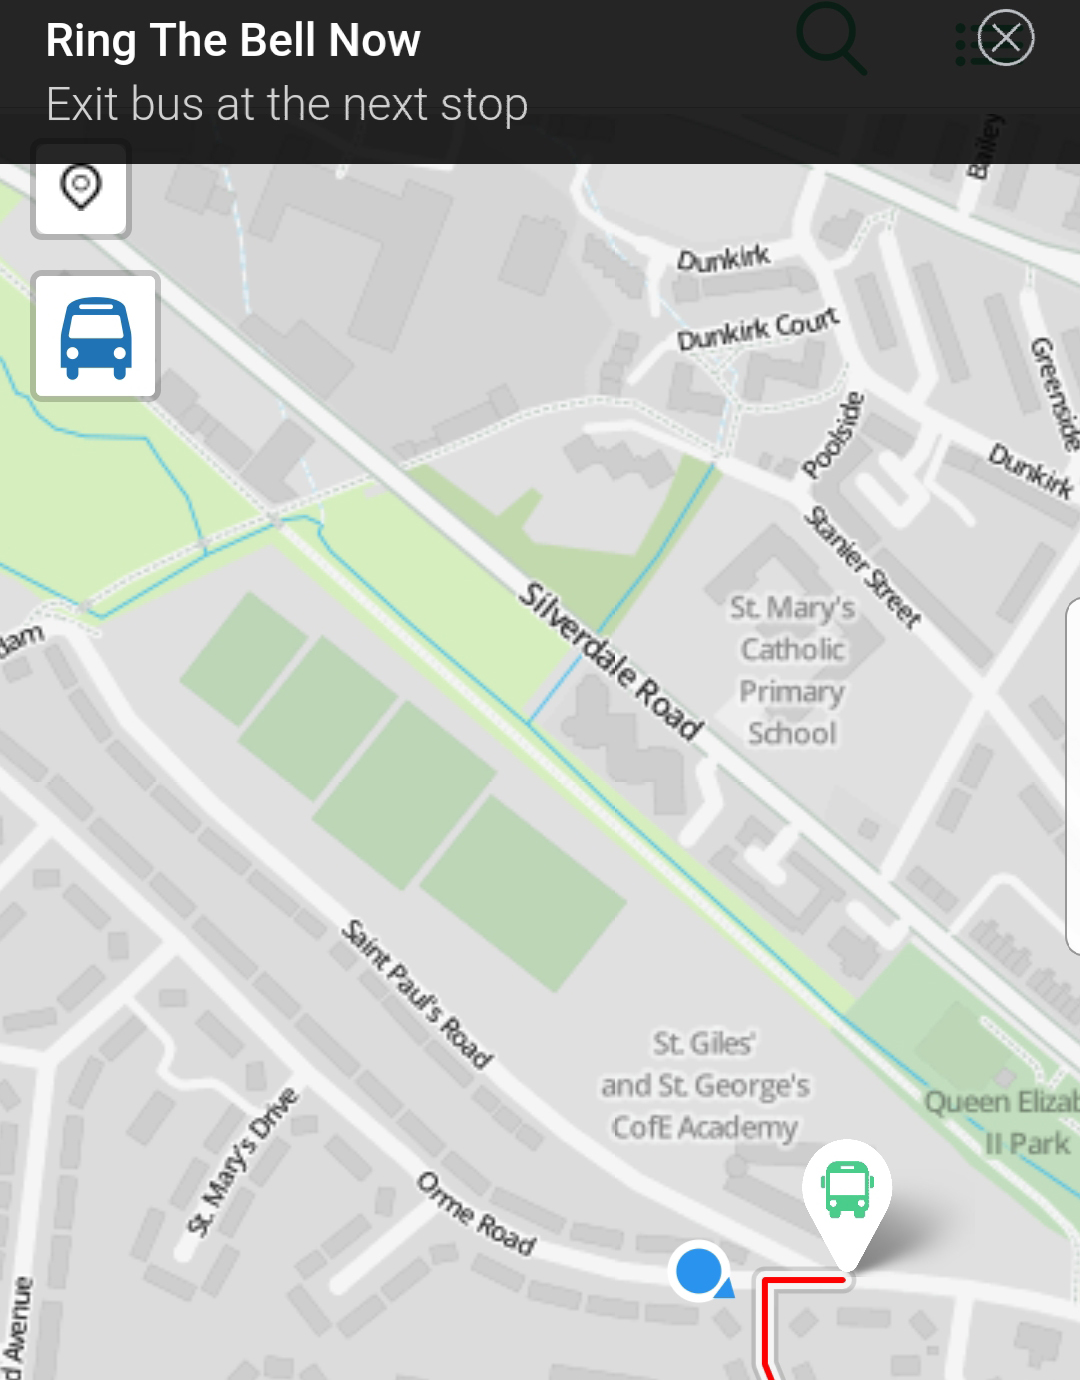 Ring The Bell Now
Exit bus at the next stop
Bailey
Dunkirk
Dunkirk Court
Greenside
Poolside
Dunkirk
Stanier Street
Silverdale Road
St. Mary's
Catholic
Primary
School
dam
Saint Paul's Road
St. Giles'
and St. George's
CofE Academy
Queen Elizab
II Park
St. Mary's Drive
Orme Road
d Avenue